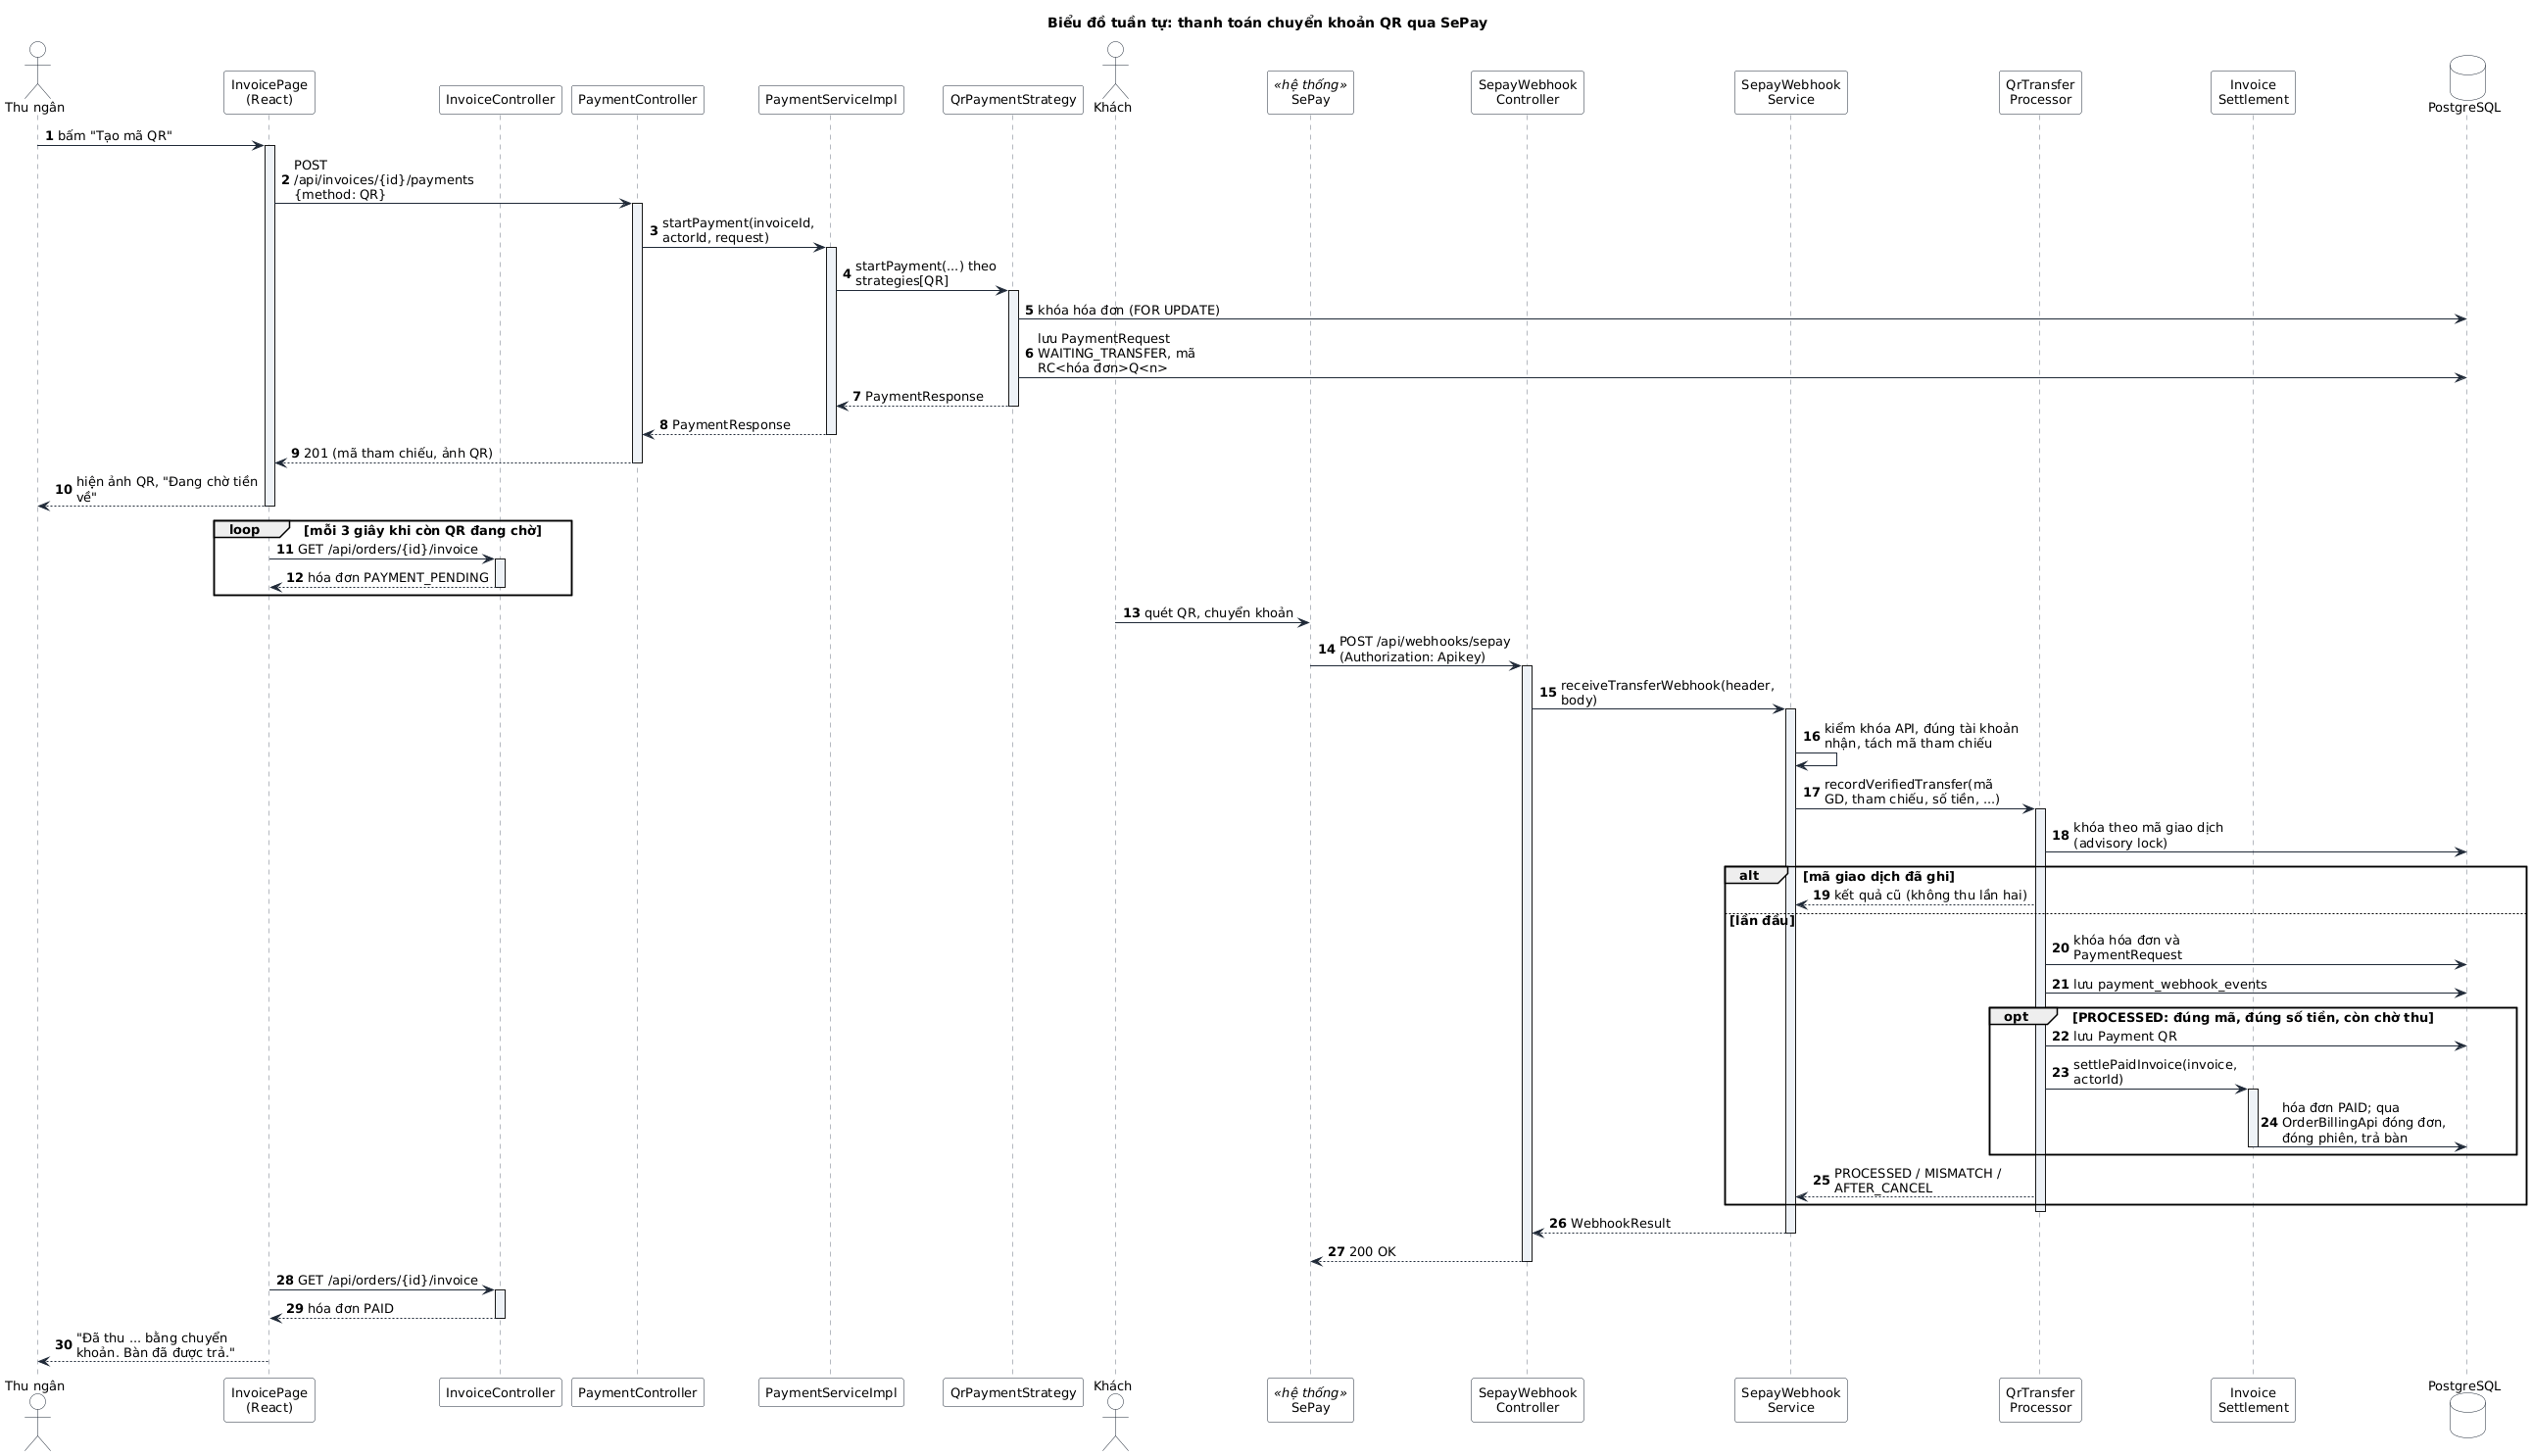 Biểu đồ tuần tự: thanh toán chuyển khoản QR qua SePay
Thu ngân
InvoicePage
(React)
InvoiceController
PaymentController
PaymentServiceImpl
QrPaymentStrategy
Khách
«hệ thống»
SePay
SepayWebhook
Controller
SepayWebhook
Service
QrTransfer
Processor
Invoice
Settlement
PostgreSQL
1 bấm "Tạo mã QR"
2 POST
/api/invoices/{id}/payments
{method: QR}
3 startPayment(invoiceId,
actorId, request)
4 startPayment(...) theo
strategies[QR]
5 khóa hóa đơn (FOR UPDATE)
6 lưu PaymentRequest
WAITING_TRANSFER, mã
RC<hóa đơn>Q<n>
7 PaymentResponse
8 PaymentResponse
9 201 (mã tham chiếu, ảnh QR)
10 hiện ảnh QR, "Đang chờ tiền
về"
loop [mỗi 3 giây khi còn QR đang chờ]
11 GET /api/orders/{id}/invoice
12 hóa đơn PAYMENT_PENDING
13 quét QR, chuyển khoản
14 POST /api/webhooks/sepay
(Authorization: Apikey)
15 receiveTransferWebhook(header,
body)
16 kiểm khóa API, đúng tài khoản
nhận, tách mã tham chiếu
17 recordVerifiedTransfer(mã
GD, tham chiếu, số tiền, ...)
18 khóa theo mã giao dịch
(advisory lock)
alt [mã giao dịch đã ghi]
19 kết quả cũ (không thu lần hai)
[lần đầu]
20 khóa hóa đơn và
PaymentRequest
21 lưu payment_webhook_events
opt [PROCESSED: đúng mã, đúng số tiền, còn chờ thu]
22 lưu Payment QR
23 settlePaidInvoice(invoice,
actorId)
24 hóa đơn PAID; qua
OrderBillingApi đóng đơn,
đóng phiên, trả bàn
25 PROCESSED / MISMATCH /
AFTER_CANCEL
26 WebhookResult
27 200 OK
28 GET /api/orders/{id}/invoice
29 hóa đơn PAID
30 "Đã thu ... bằng chuyển
khoản. Bàn đã được trả."
Thu ngân
InvoicePage
(React)
InvoiceController
PaymentController
PaymentServiceImpl
QrPaymentStrategy
Khách
«hệ thống»
SePay
SepayWebhook
Controller
SepayWebhook
Service
QrTransfer
Processor
Invoice
Settlement
PostgreSQL